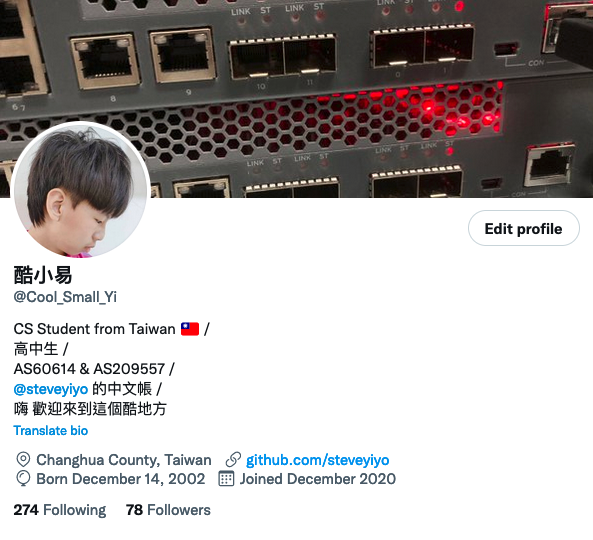 LINK ST LINK ST
6 7 8 9 10 11 0 1 CON
LINK ST LINK ST
CON
Edit profile
酷小易
@Cool_Small_Yi
CS Student from Taiwan 🇹🇼 /
高中生 /
AS60614 & AS209557 /
@steveyiyo 的中文帳 /
嗨 歡迎來到這個酷地方
Translate bio
Changhua County, Taiwan github.com/steveyiyo
Born December 14, 2002 Joined December 2020
274 Following 78 Followers